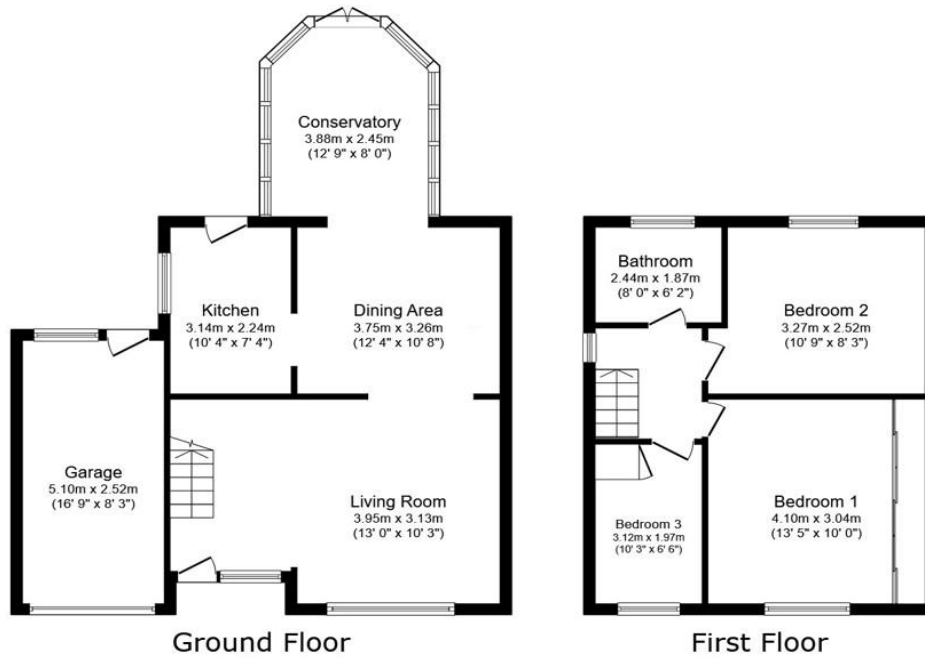 Conservatory
3.88m x 2.45m
(12' 9" x 8' 0")
Kitchen
3.14m x 2.24m
(10' 4" x 7' 4")
Dining Area
3.75m x 3.26m
(12' 4" x 10' 8")
Garage
5.10m x 2.52m
(16' 9" x 8' 3")
Living Room
3.95m x 3.13m
(13' 0" x 10' 3")
Ground Floor
Bathroom
2.44m x 1.87m
(8' 0" x 6' 2")
Bedroom 2
3.27m x 2.52m
(10' 9" x 8' 3")
Bedroom 3
3.12m x 1.97m
(10' 3" x 6' 6")
Bedroom 1
4.10m x 3.04m
(13' 5" x 10' 0")
First Floor